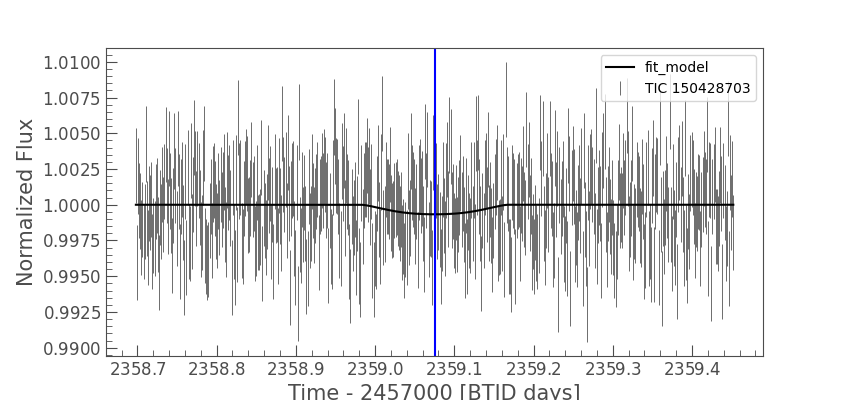 1.0100
1.0075
1.0050
1.0025
1.0000
0.9975
0.9950
0.9925
0.9900
Normalized Flux
fit_model
TIC 150428703
2358.7 2358.8 2358.9 2359.0 2359.1 2359.2 2359.3 2359.4
Time - 2457000 [BTJD days]